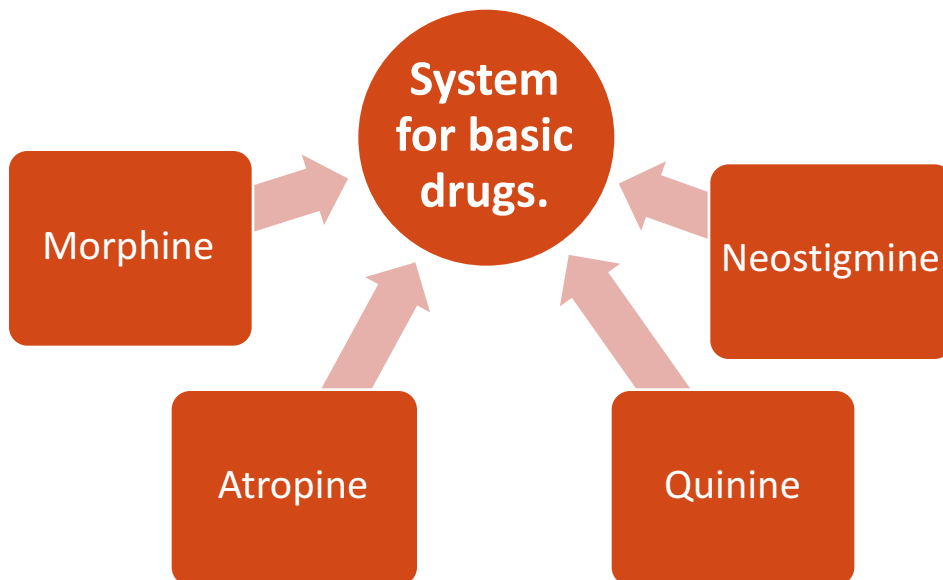 System
for basic
drugs.
Morphine
Neostigmine
Atropine
Quinine